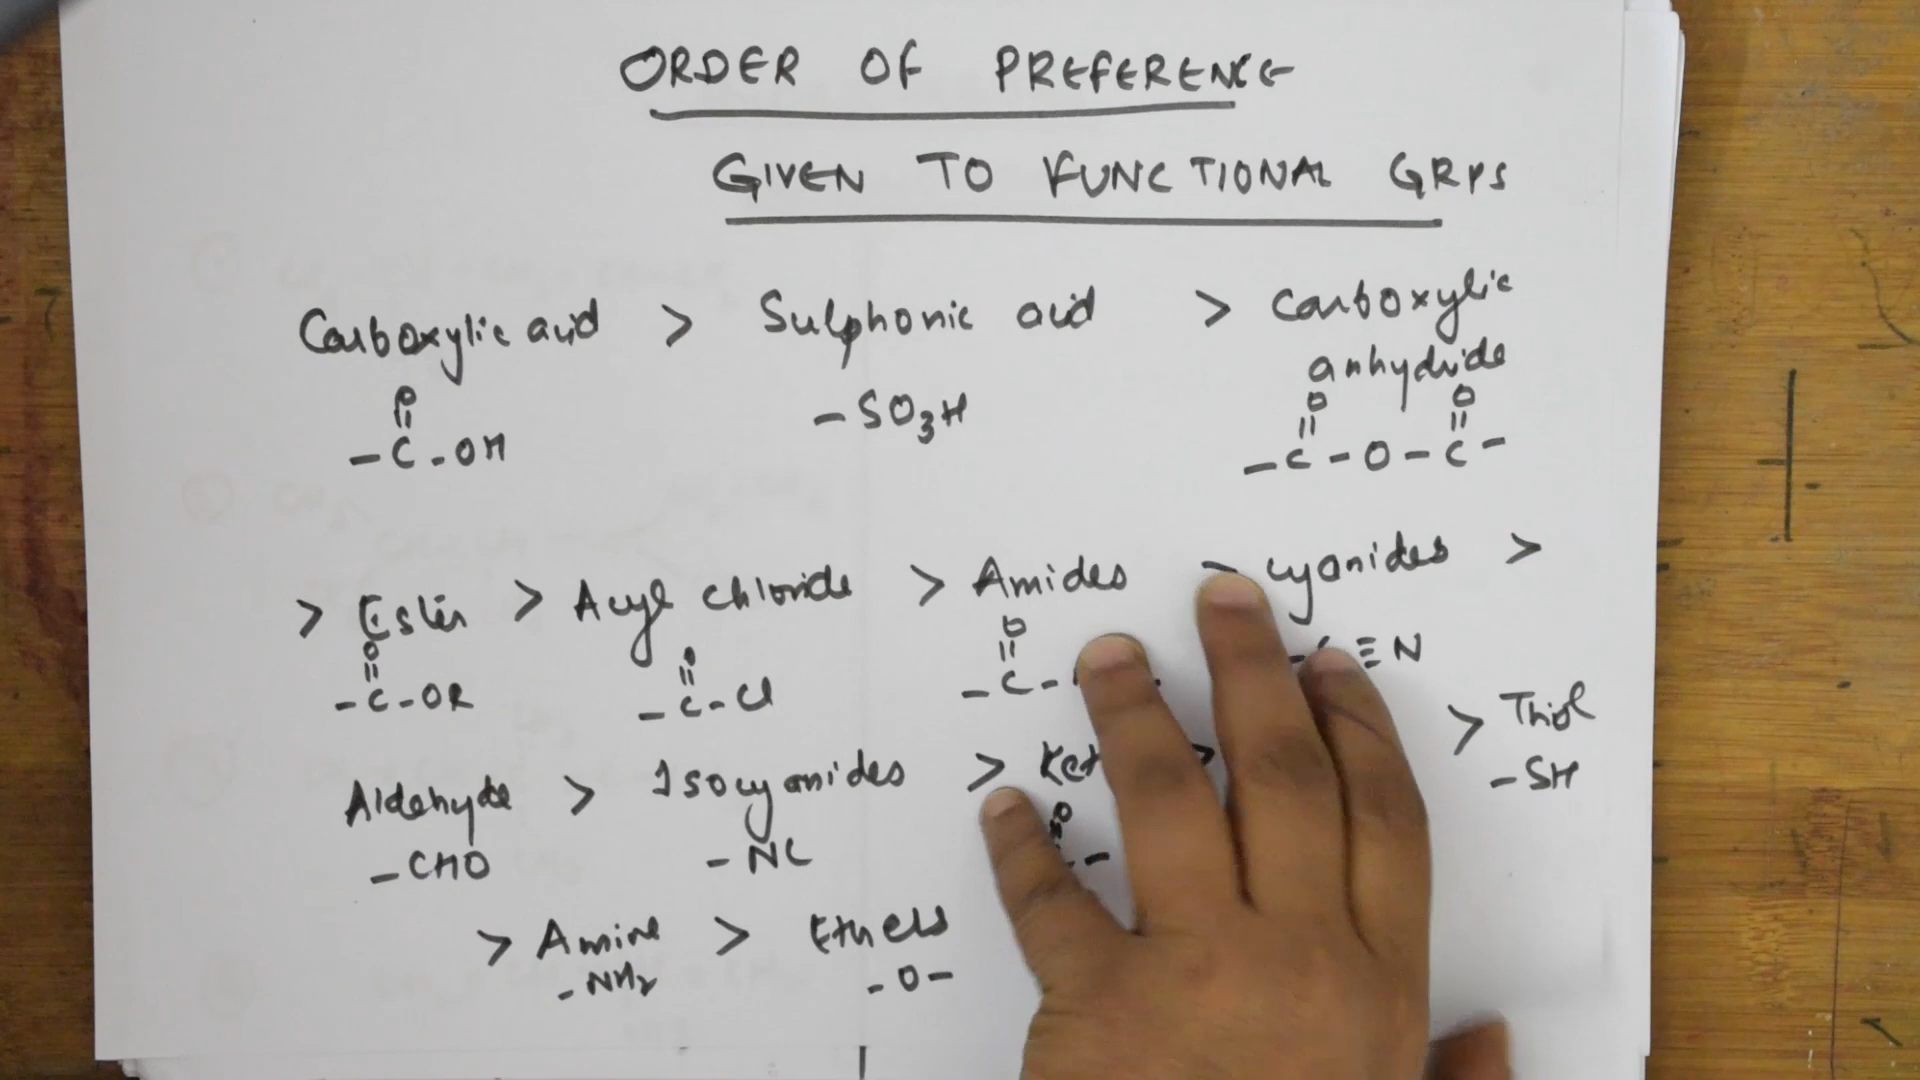 ORDER OF PREFERENCE
GIVEN TO FUNCTIONAL GRPS
Carboxylic acid > Sulphonic acid > Carboxylic
anhydride
O || -C-OH
-SO3H
O || O ||
-C-O-C-
> Ester > Acyl chloride > Amides > cyanides >
O || -C-OR
O || -C-Cl
O || -C-
≡N
Aldehyde > Isocyanides > Ket > > Thiol
-CHO -NC O -SH
> Amine > Ethers
-NH2 -O-